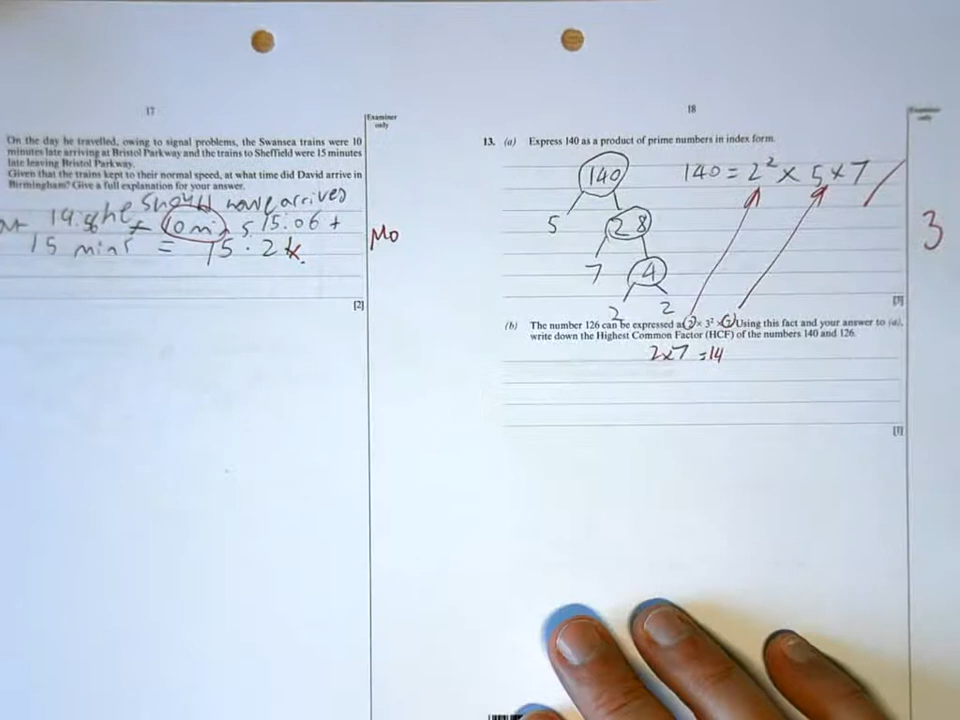 17
Examiner
only
On the day he travelled, owing to signal problems, the Swansea trains were 10
minutes late arriving at Bristol Parkway and the trains to Sheffield were 15 minutes
late leaving Bristol Parkway.
Given that the trains kept to their normal speed, at what time did David arrive in
Birmingham? Give a full explanation for your answer.
he should have arrived
15.06 +
15 mins = 15.2
M0
[2]
18
Examiner
only
13. (a) Express 140 as a product of prime numbers in index form.
140
140 = 2² × 5 × 7
5 28
7 4
2 2
3
[3]
(b) The number 126 can be expressed as 2 × 3² × 7. Using this fact and your answer to (a),
write down the Highest Common Factor (HCF) of the numbers 140 and 126.
2×7 =14
[1]